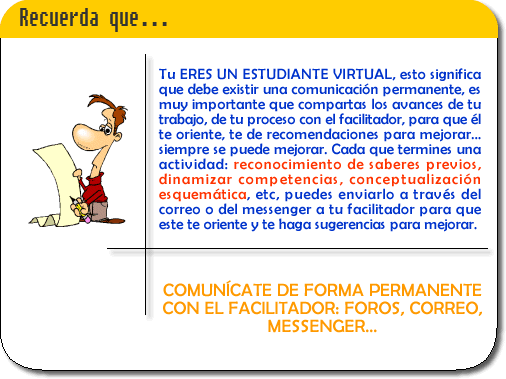 Recuerda que...
Tu ERES UN ESTUDIANTE VIRTUAL, esto significa
que debe existir una comunicación permanente, es
muy importante que compartas los avances de tu
trabajo, de tu proceso con el facilitador, para que él
te oriente, te de recomendaciones para mejorar...
siempre se puede mejorar. Cada que termines una
actividad: reconocimiento de saberes previos,
dinamizar competencias, conceptualización
esquemática, etc, puedes enviarlo a través del
correo o del messenger a tu facilitador para que
este te oriente y te haga sugerencias para mejorar.
COMUNÍCATE DE FORMA PERMANENTE
CON EL FACILITADOR: FOROS, CORREO,
MESSENGER...